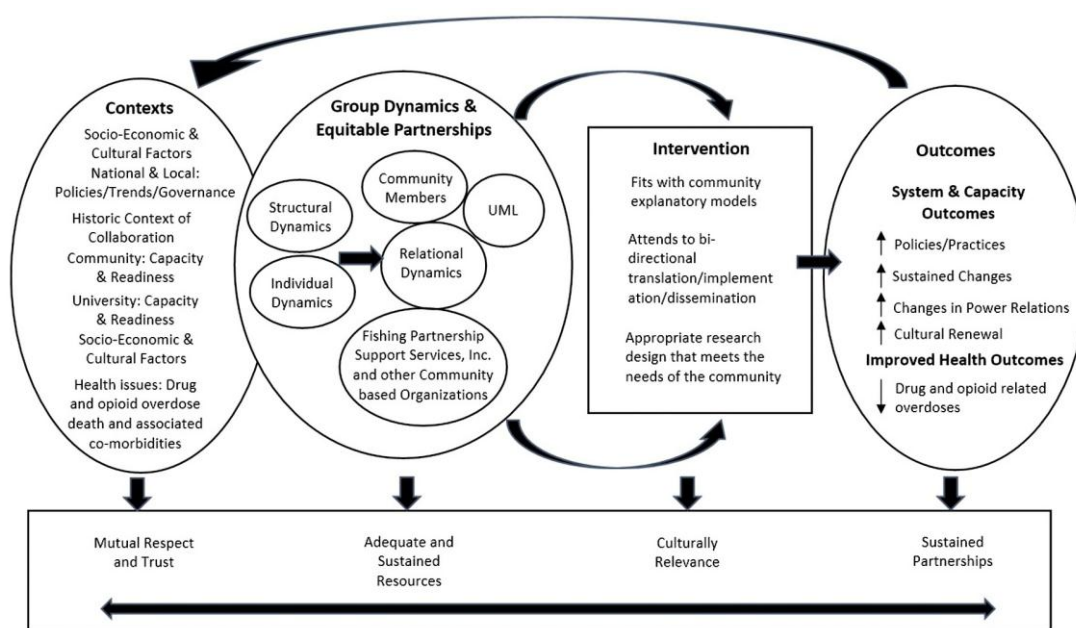 Contexts
Socio-Economic &
Cultural Factors
National & Local:
Policies/Trends/Governance
Historic Context of
Collaboration
Community: Capacity
& Readiness
University: Capacity
& Readiness
Socio-Economic
& Cultural Factors
Health issues: Drug
and opioid overdose
death and associated
co-morbidities
Group Dynamics &
Equitable Partnerships
Structural
Dynamics
Individual
Dynamics
Community
Members
UML
Relational
Dynamics
Fishing Partnership
Support Services, Inc.
and other Community
based Organizations
Intervention
Fits with community
explanatory models
Attends to bi-
directional
translation/implement
ation/dissemination
Appropriate research
design that meets the
needs of the community
Outcomes
System & Capacity
Outcomes
Policies/Practices
Sustained Changes
Changes in Power Relations
Cultural Renewal
Improved Health Outcomes
Drug and opioid related
overdoses
Mutual Respect
and Trust
Adequate and
Sustained
Resources
Culturally
Relevance
Sustained
Partnerships